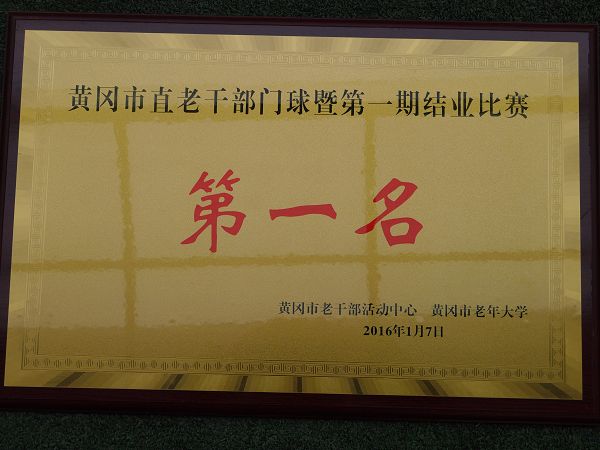 黄冈市直老干部门球暨第一期结业比赛
第一名
黄冈市老干部活动中心 黄冈市老年大学
2016年1月7日